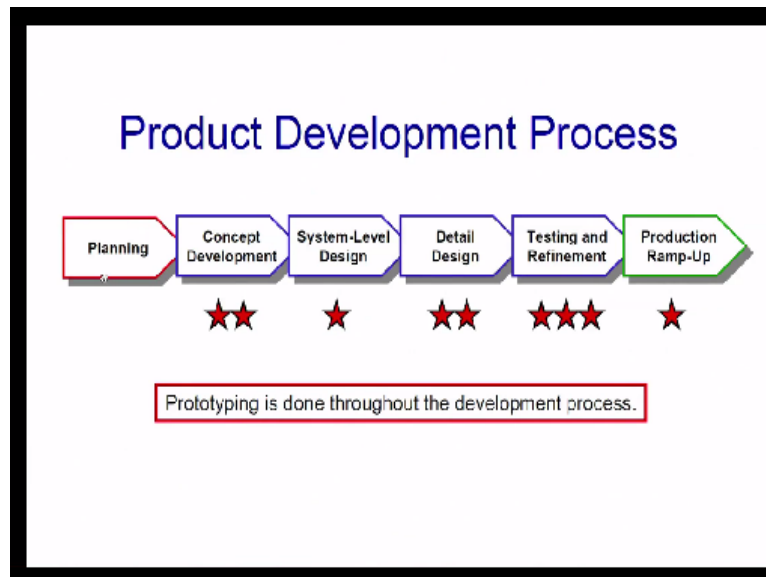 Product Development Process
Planning
Concept
Development
System-Level
Design
Detail
Design
Testing and
Refinement
Production
Ramp-Up
Prototyping is done throughout the development process.